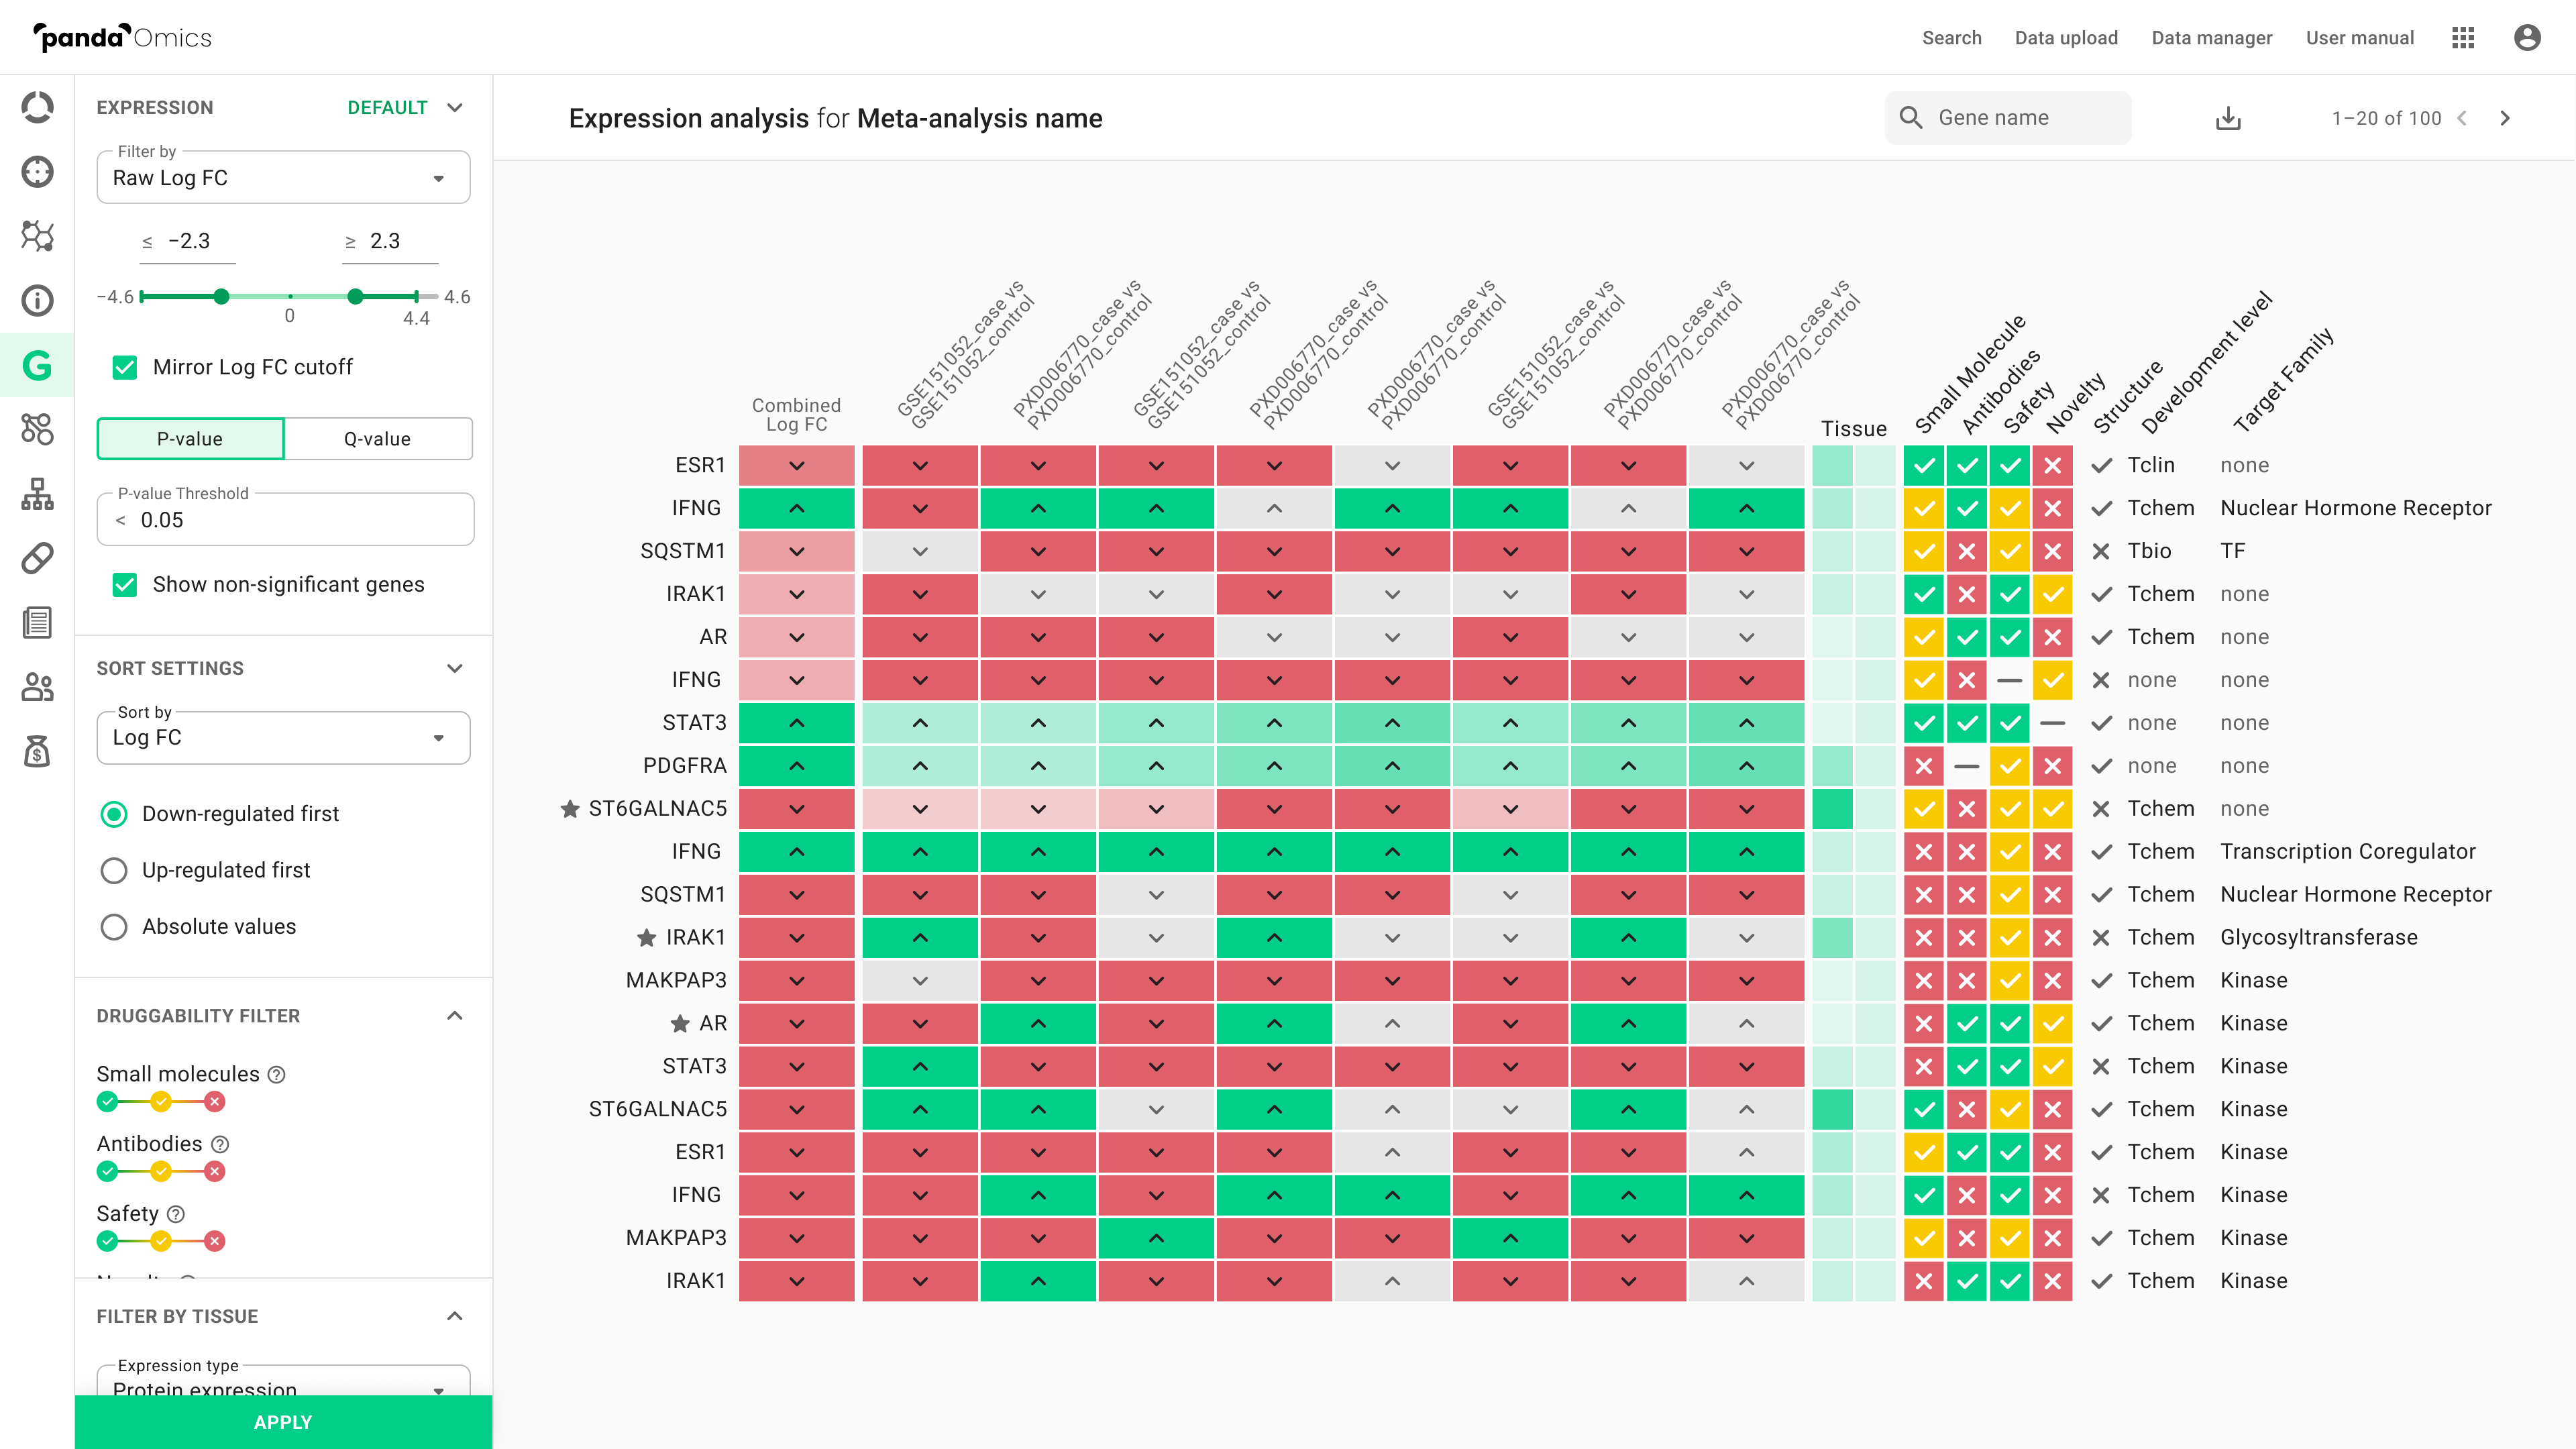 panda Omics
Search
Data upload
Data manager
User manual
EXPRESSION
DEFAULT
Filter by
Raw Log FC
≤ −2.3
≥ 2.3
−4.6
4.6
0
4.4
Mirror Log FC cutoff
P-value
Q-value
P-value Threshold
< 0.05
Show non-significant genes
SORT SETTINGS
Sort by
Log FC
Down-regulated first
Up-regulated first
Absolute values
DRUGGABILITY FILTER
Small molecules
Antibodies
Safety
FILTER BY TISSUE
Expression type
Protein expression
APPLY
Expression analysis for Meta-analysis name
Gene name
1–20 of 100
Combined
Log FC
GSE151052_case vs
GSE151052_control
PXD006770_case vs
PXD006770_control
GSE151052_case vs
GSE151052_control
PXD006770_case vs
PXD006770_control
PXD006770_case vs
PXD006770_control
GSE151052_case vs
GSE151052_control
PXD006770_case vs
PXD006770_control
PXD006770_case vs
PXD006770_control
Tissue
Small Molecule
Antibodies
Safety
Novelty
Structure
Development level
Target Family
ESR1 Tclin none
IFNG Tchem Nuclear Hormone Receptor
SQSTM1 Tbio TF
IRAK1 Tchem none
AR Tchem none
IFNG none none
STAT3 none none
PDGFRA none none
ST6GALNAC5 Tchem none
IFNG Tchem Transcription Coregulator
SQSTM1 Tchem Nuclear Hormone Receptor
IRAK1 Tchem Glycosyltransferase
MAKPAP3 Tchem Kinase
AR Tchem Kinase
STAT3 Tchem Kinase
ST6GALNAC5 Tchem Kinase
ESR1 Tchem Kinase
IFNG Tchem Kinase
MAKPAP3 Tchem Kinase
IRAK1 Tchem Kinase